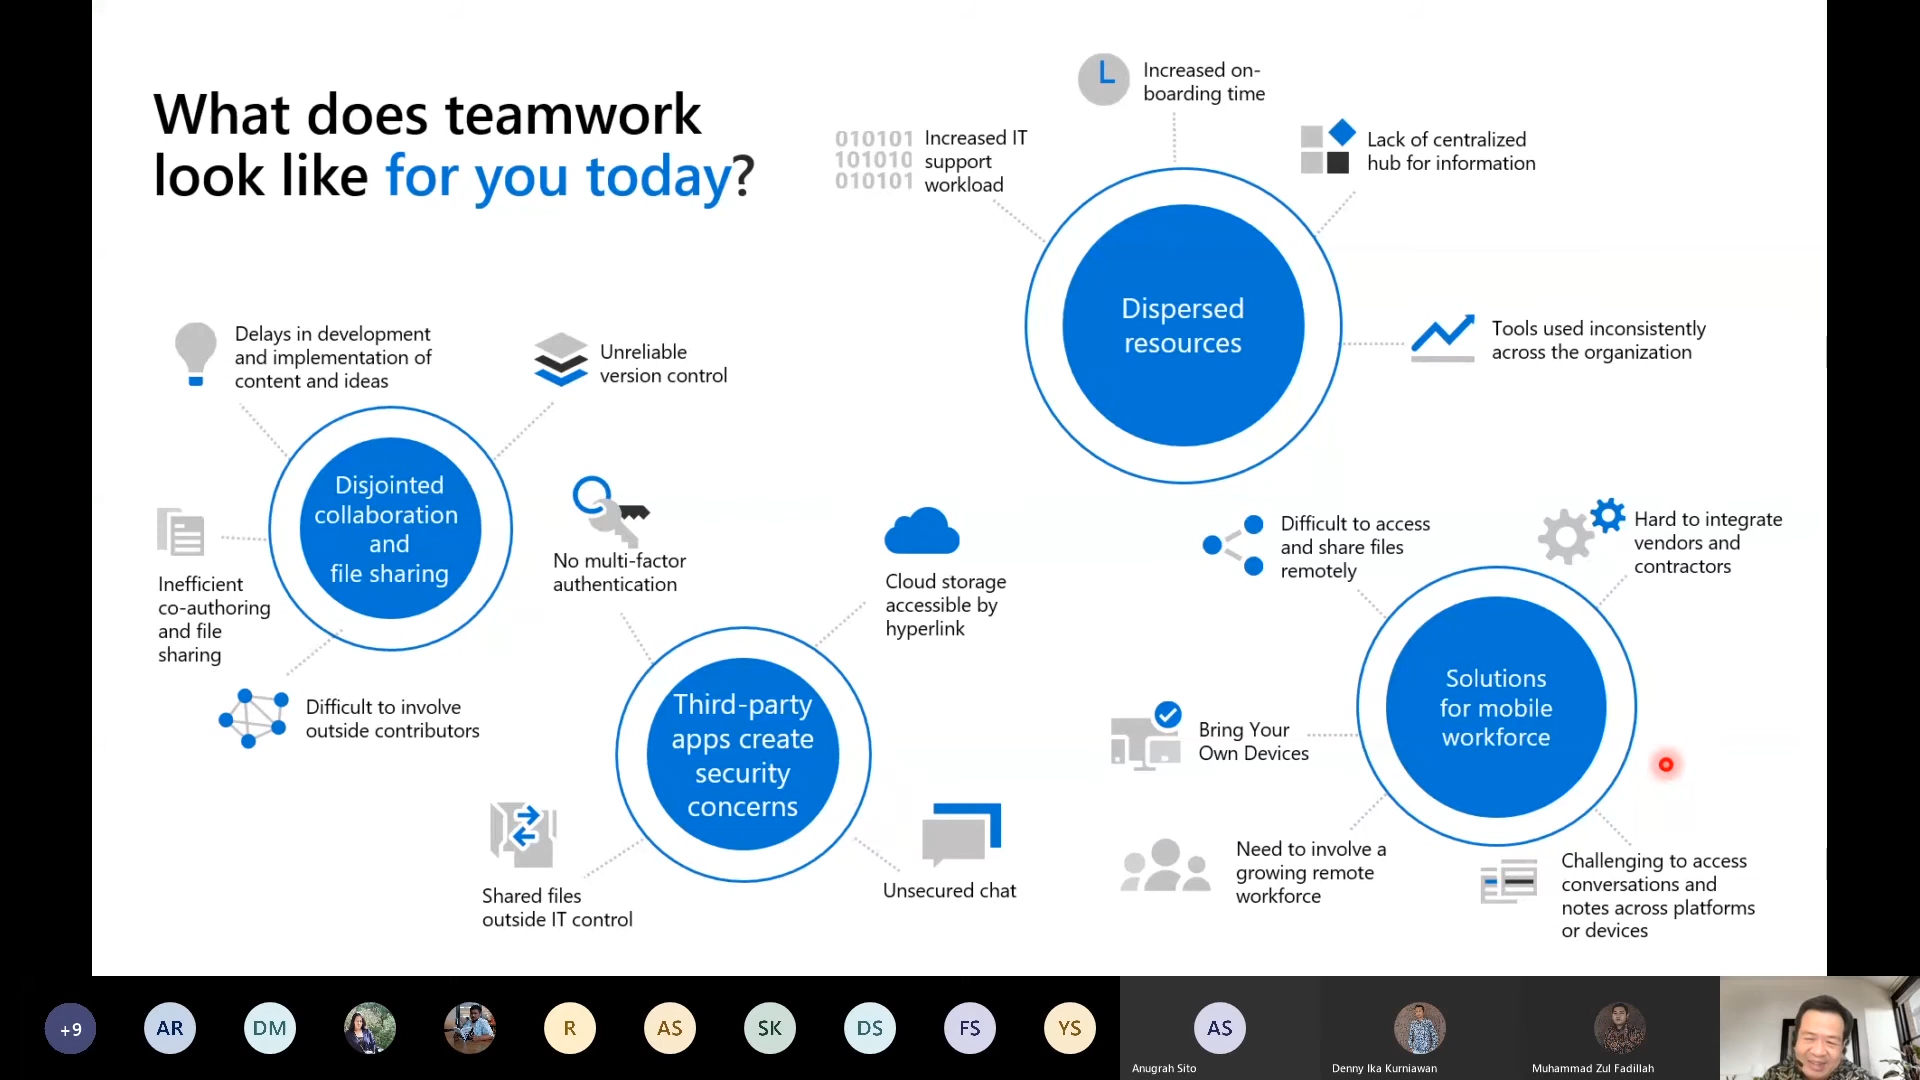 What does teamwork
look like for you today?
Increased on-
boarding time
010101
101010
010101
Increased IT
support
workload
Lack of centralized
hub for information
Dispersed
resources
Tools used inconsistently
across the organization
Delays in development
and implementation of
content and ideas
Unreliable
version control
Disjointed
collaboration
and
file sharing
Inefficient
co-authoring
and file
sharing
Difficult to involve
outside contributors
No multi-factor
authentication
Cloud storage
accessible by
hyperlink
Third-party
apps create
security
concerns
Shared files
outside IT control
Unsecured chat
Difficult to access
and share files
remotely
Hard to integrate
vendors and
contractors
Solutions
for mobile
workforce
Bring Your
Own Devices
Need to involve a
growing remote
workforce
Challenging to access
conversations and
notes across platforms
or devices
+9
AR
DM
R
AS
SK
DS
FS
YS
AS
Anugrah Sito
Denny Ika Kurniawan
Muhammad Zul Fadillah